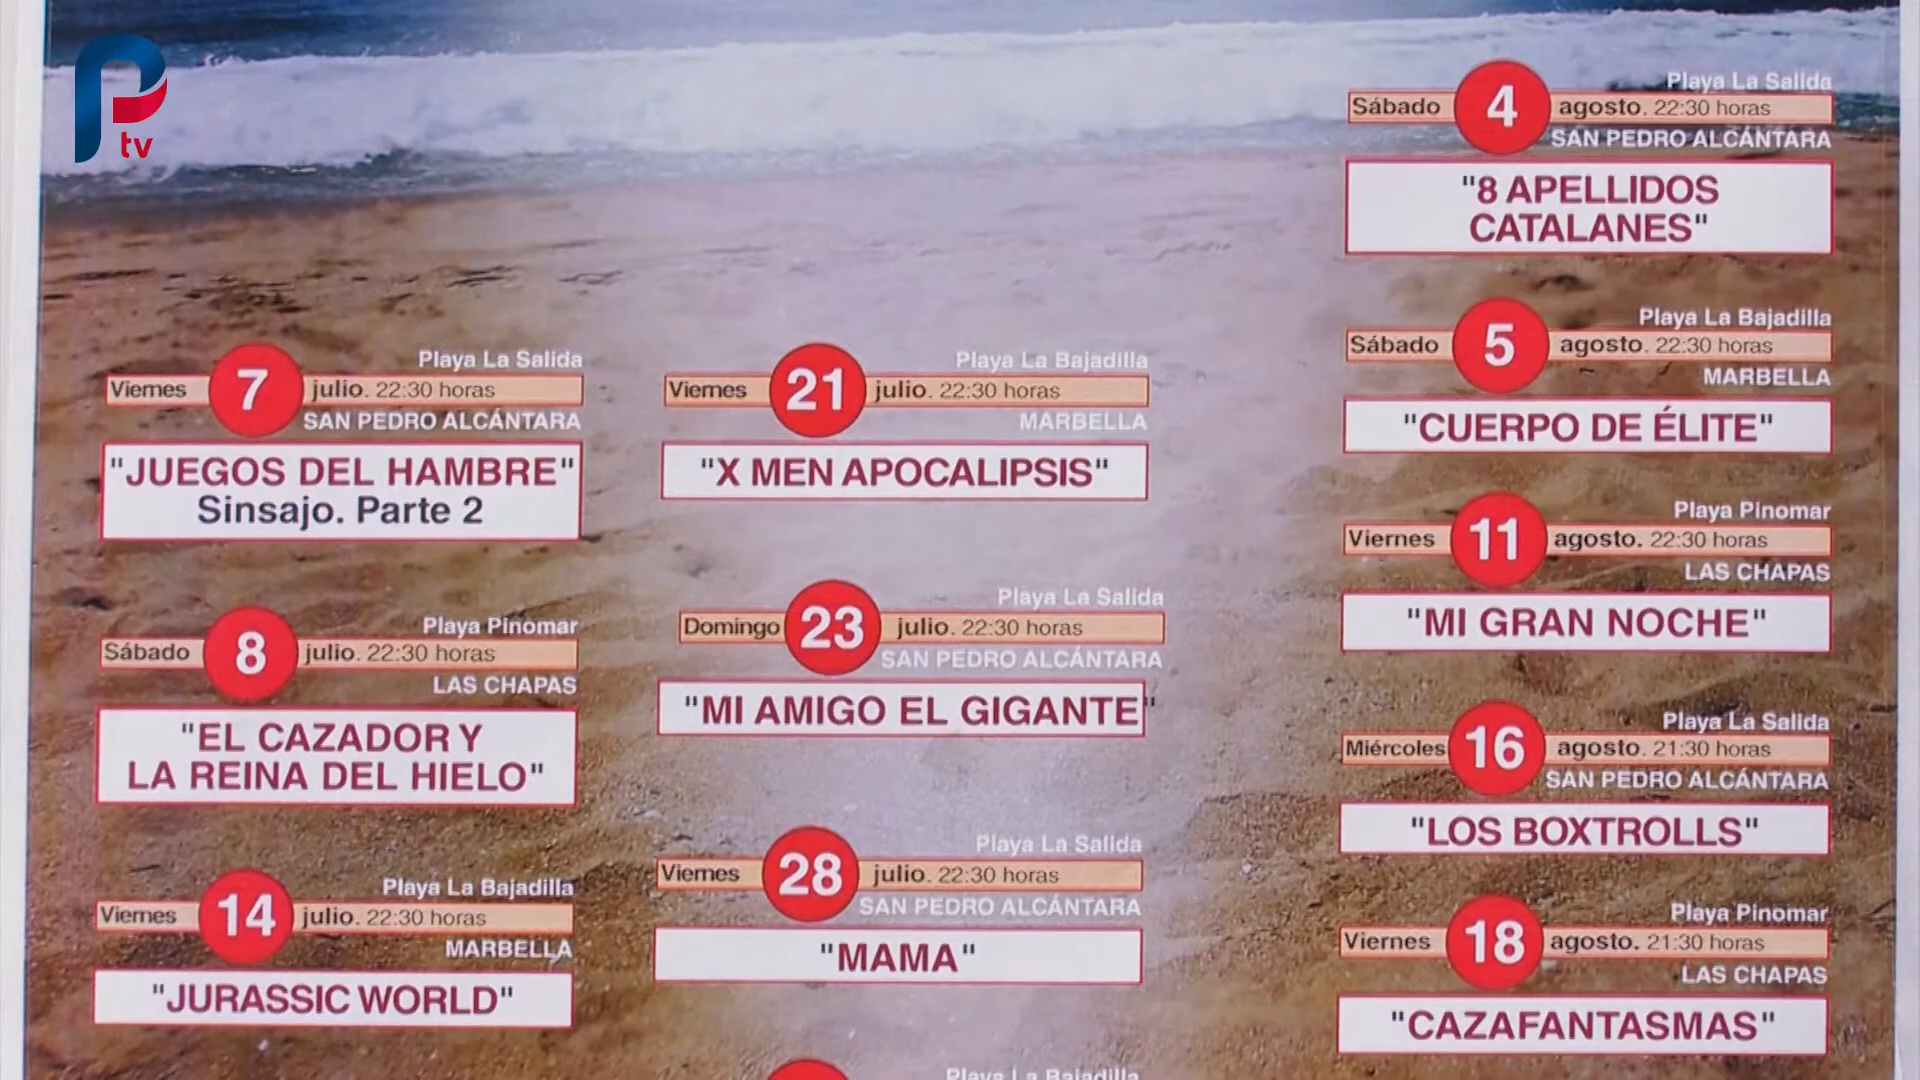 P
tv
Playa La Salida
Viernes 7 julio. 22:30 horas
SAN PEDRO ALCÁNTARA
"JUEGOS DEL HAMBRE"
Sinsajo. Parte 2
Playa Pinomar
Sábado 8 julio. 22:30 horas
LAS CHAPAS
"EL CAZADOR Y
LA REINA DEL HIELO"
Playa La Bajadilla
Viernes 14 julio. 22:30 horas
MARBELLA
"JURASSIC WORLD"
Playa La Bajadilla
Viernes 21 julio. 22:30 horas
MARBELLA
"X MEN APOCALIPSIS"
Playa La Salida
Domingo 23 julio. 22:30 horas
SAN PEDRO ALCÁNTARA
"MI AMIGO EL GIGANTE"
Playa La Salida
Viernes 28 julio. 22:30 horas
SAN PEDRO ALCÁNTARA
"MAMA"
Playa La Bajadilla
Playa La Salida
Sábado 4 agosto. 22:30 horas
SAN PEDRO ALCÁNTARA
"8 APELLIDOS
CATALANES"
Playa La Bajadilla
Sábado 5 agosto. 22:30 horas
MARBELLA
"CUERPO DE ÉLITE"
Playa Pinomar
Viernes 11 agosto. 22:30 horas
LAS CHAPAS
"MI GRAN NOCHE"
Playa La Salida
Miércoles 16 agosto. 21:30 horas
SAN PEDRO ALCÁNTARA
"LOS BOXTROLLS"
Playa Pinomar
Viernes 18 agosto. 21:30 horas
LAS CHAPAS
"CAZAFANTASMAS"